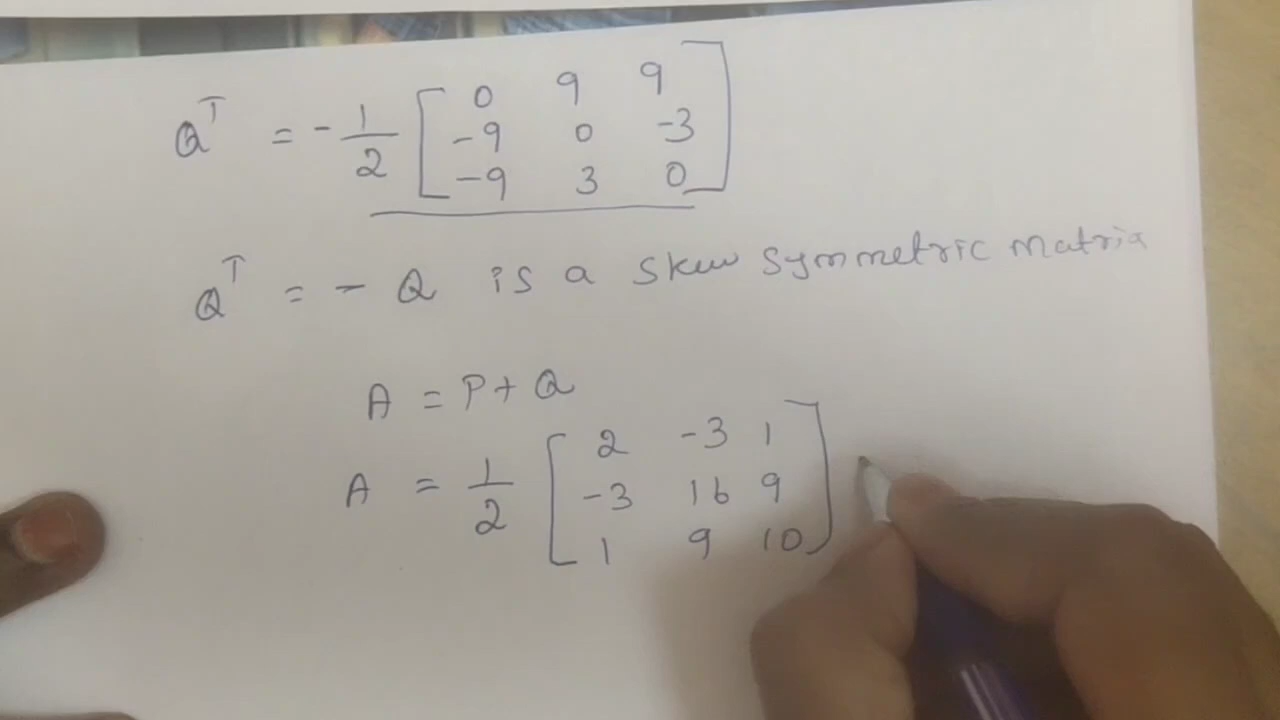 Q^T = - 1/2 [ 0 9 9
-9 0 -3
-9 3 0 ]
Q^T = - Q is a skew symmetric matrix
A = P + Q
A = 1/2 [ 2 -3 1
-3 16 9
1 9 10 ]